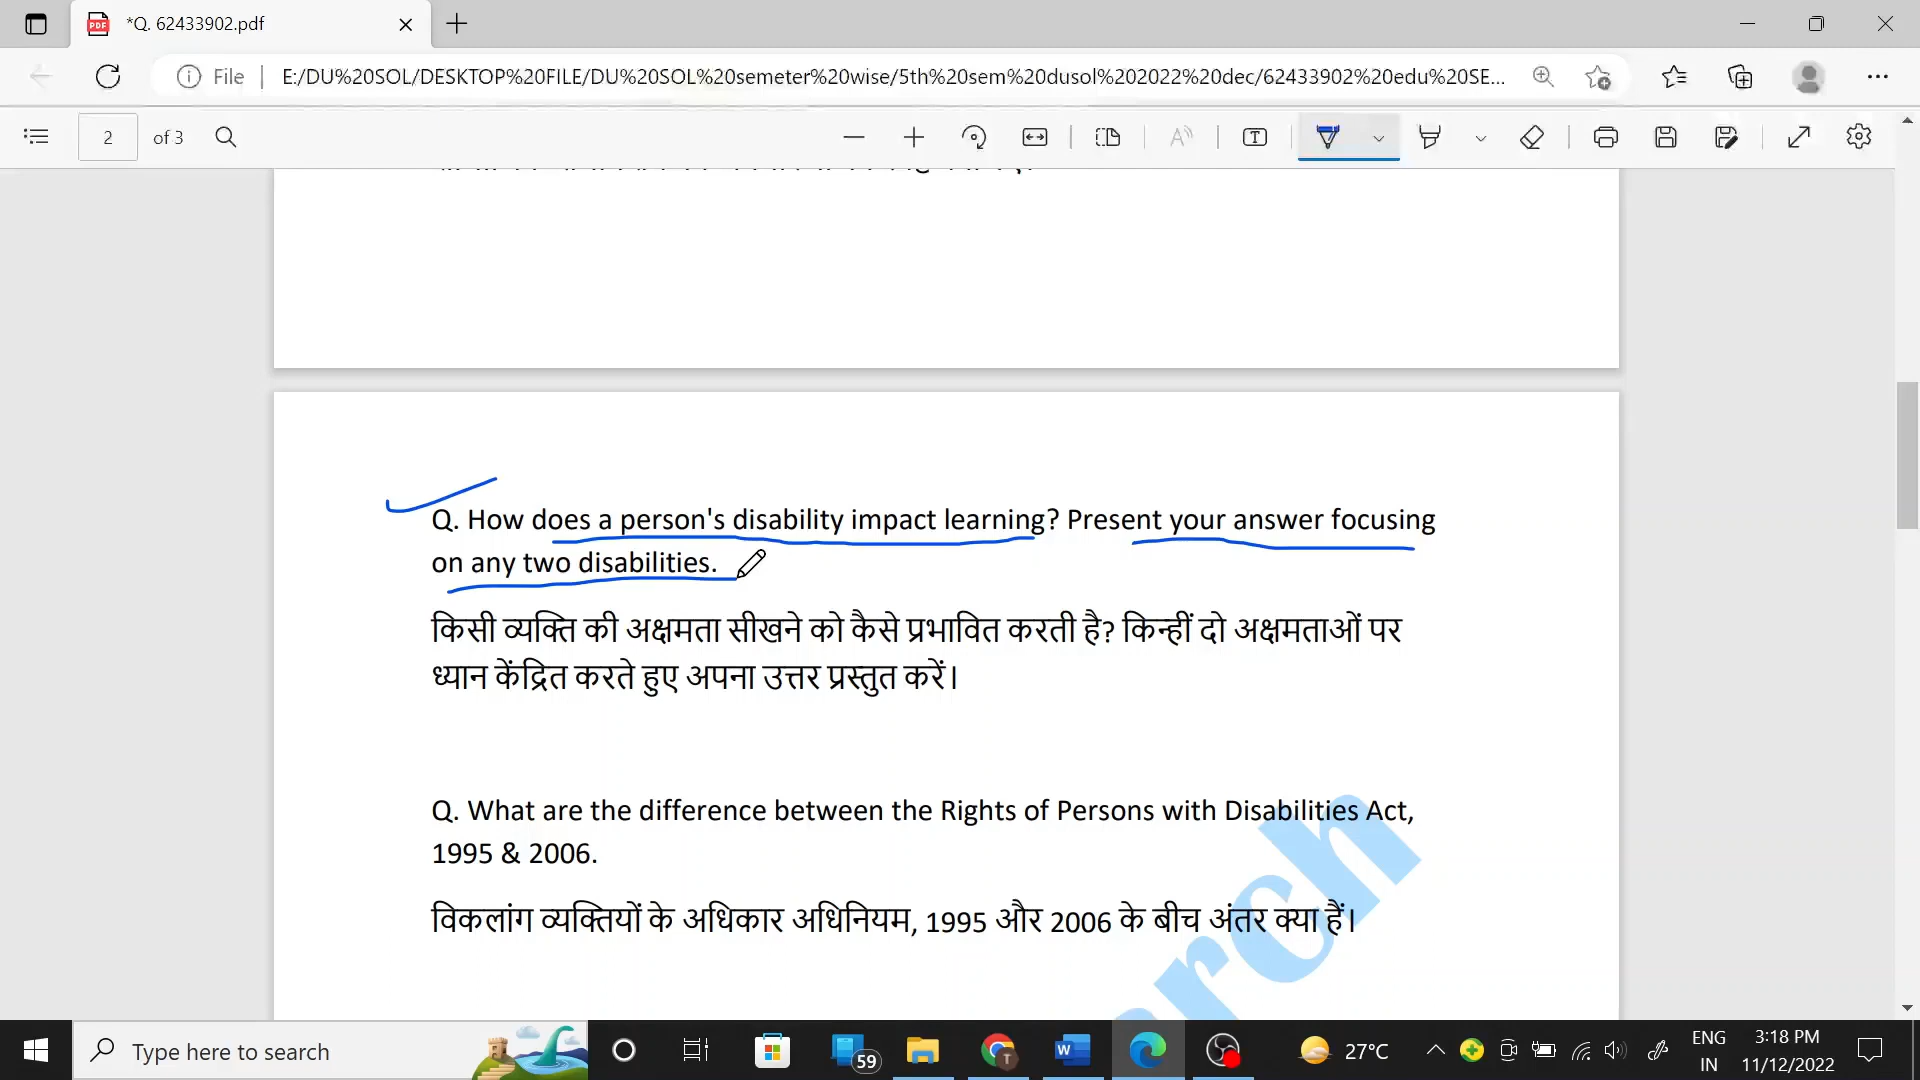 *Q. 62433902.pdf
File
E:/DU%20SOL/DESKTOP%20FILE/DU%20SOL%20semeter%20wise/5th%20sem%20dusol%202022%20dec/62433902%20edu%20SE...
2 of 3
Q. How does a person's disability impact learning? Present your answer focusing
on any two disabilities.
किसी व्यक्ति की अक्षमता सीखने को कैसे प्रभावित करती है? किन्हीं दो अक्षमताओं पर
ध्यान केंद्रित करते हुए अपना उत्तर प्रस्तुत करें।
Q. What are the difference between the Rights of Persons with Disabilities Act,
1995 & 2006.
विकलांग व्यक्तियों के अधिकार अधिनियम, 1995 और 2006 के बीच अंतर क्या हैं।
rch
Type here to search
59
27°C
ENG
IN
3:18 PM
11/12/2022